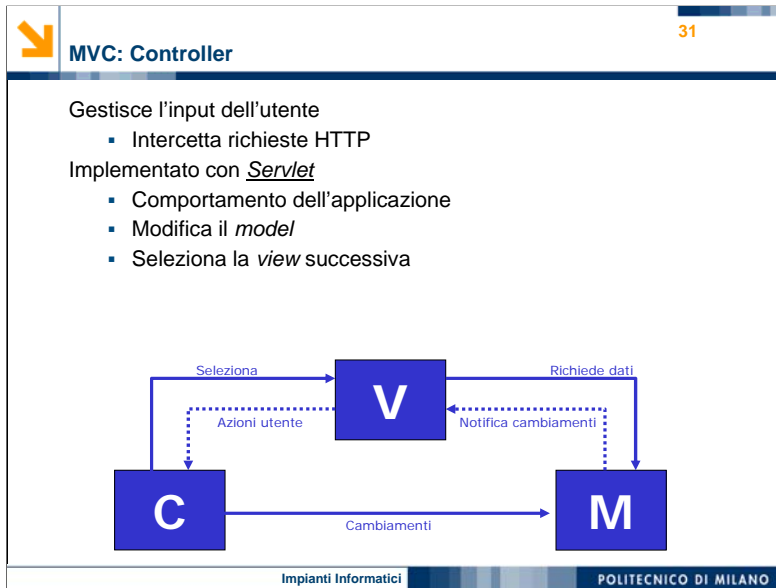 31
MVC: Controller
Gestisce l'input dell'utente
▪ Intercetta richieste HTTP
Implementato con Servlet
▪ Comportamento dell'applicazione
▪ Modifica il model
▪ Seleziona la view successiva
Seleziona
V
Richiede dati
Azioni utente
Notifica cambiamenti
C
Cambiamenti
M
Impianti Informatici
POLITECNICO DI MILANO